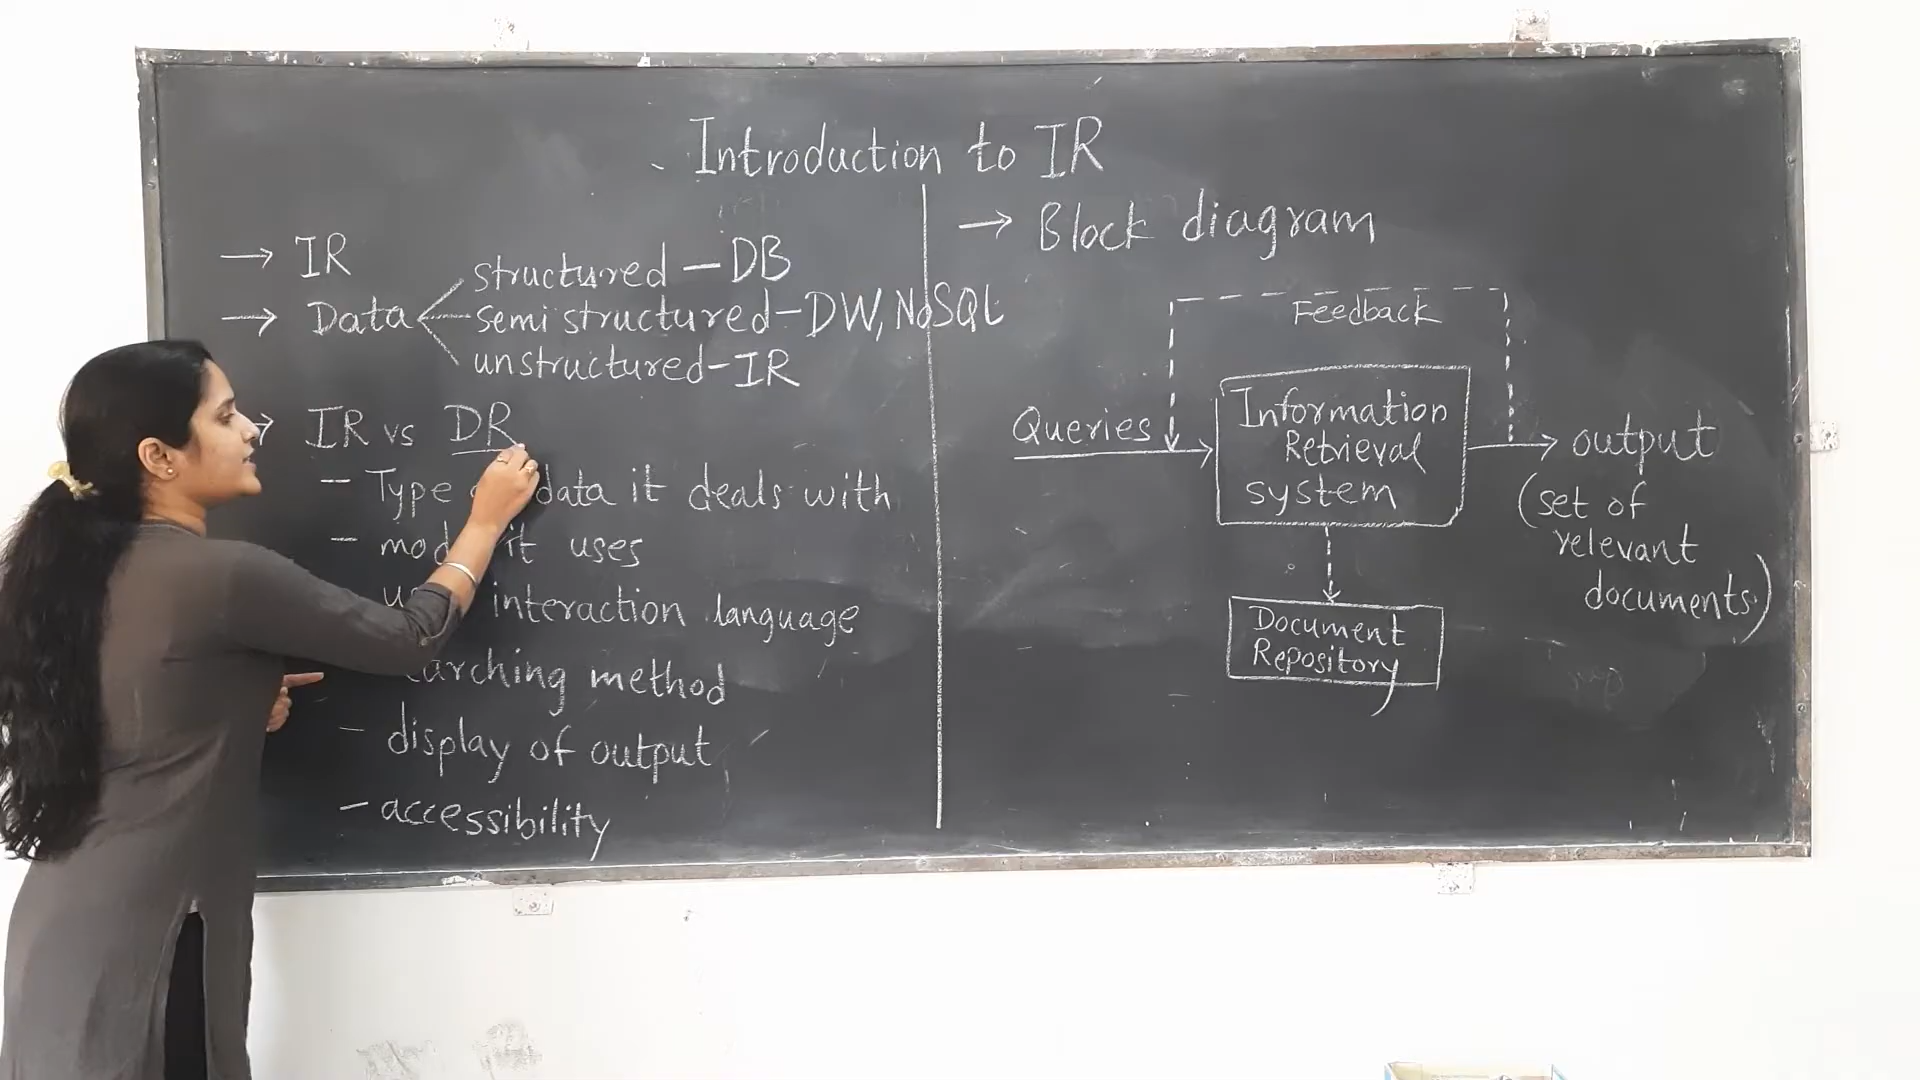 Introduction to IR
→ IR
→ Data
structured - DB
semi structured - DW, NoSQL
unstructured - IR
→ IR vs DR
- Type data it deals with
- it uses
interaction language
method
- display of output
- accessibility
→ Block diagram
Feedback
Queries
Information
Retrieval
system
output
(set of
relevant
documents)
Document
Repository